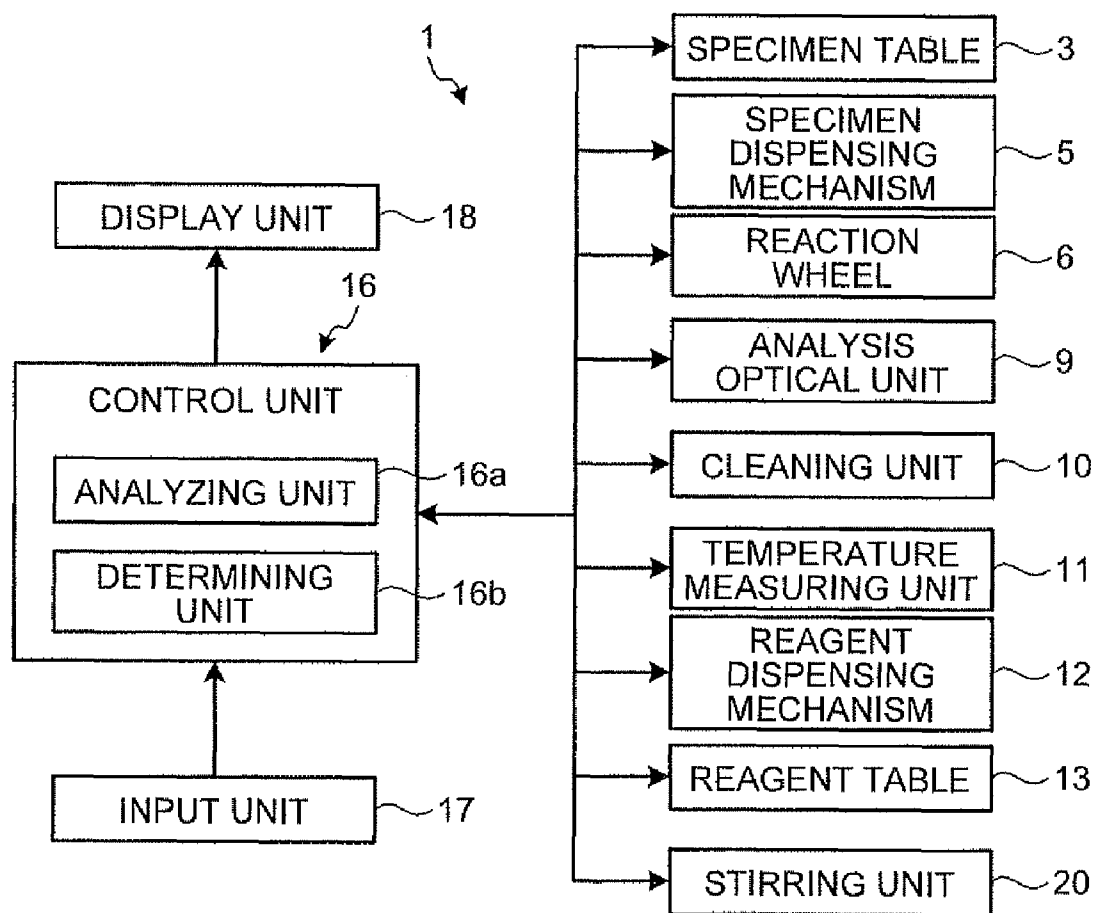 1
DISPLAY UNIT
18
16
CONTROL UNIT
ANALYZING UNIT
16a
DETERMINING
UNIT
16b
INPUT UNIT
17
SPECIMEN TABLE
3
SPECIMEN
DISPENSING
MECHANISM
5
REACTION
WHEEL
6
ANALYSIS
OPTICAL UNIT
9
CLEANING UNIT
10
TEMPERATURE
MEASURING UNIT
11
REAGENT
DISPENSING
MECHANISM
12
REAGENT TABLE
13
STIRRING UNIT
20